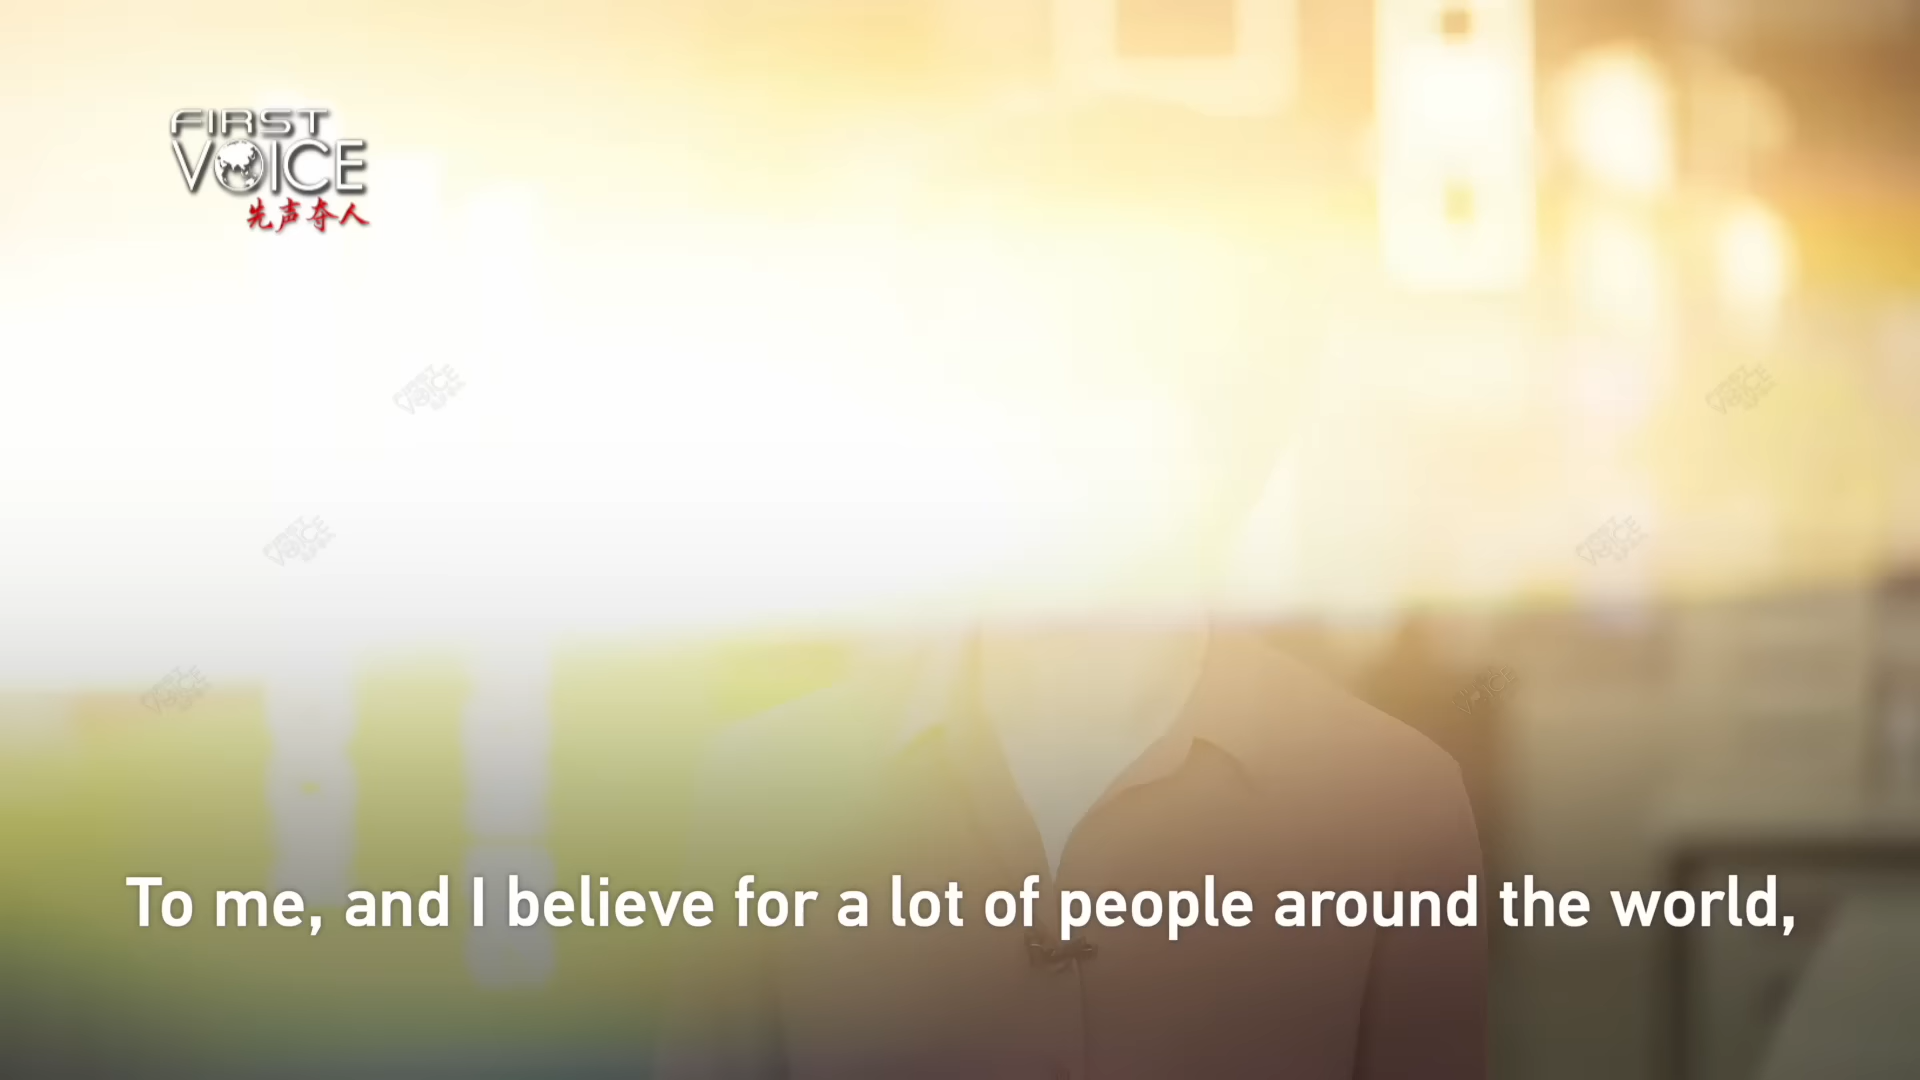 FIRST
VOICE
先声夺人
To me, and I believe for a lot of people around the world,